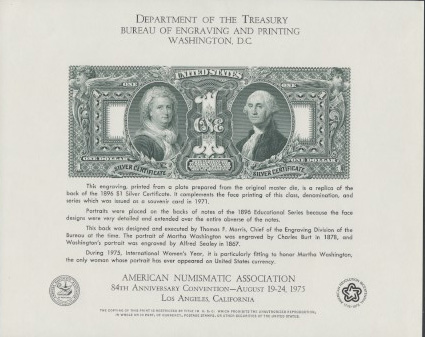 DEPARTMENT OF THE TREASURY
BUREAU OF ENGRAVING AND PRINTING
WASHINGTON, D.C.
UNITED STATES
ONE
ONE
1
ONE
SILVER CERTIFICATE
SILVER CERTIFICATE
ONE DOLLAR
ONE DOLLAR
This engraving, printed from a plate prepared from the original master die, is a replica of the
back of the 1896 $1 Silver Certificate. It complements the face printing of this class, denomination, and
series which was issued as a souvenir card in 1971.
Portraits were placed on the backs of notes of the 1896 Educational Series because the face
designs were very detailed and extended over the entire obverse of the notes.
This back was designed and executed by Thomas F. Morris, Chief of the Engraving Division of the
Bureau at the time. The portrait of Martha Washington was engraved by Charles Burt in 1878, and
Washington's portrait was engraved by Alfred Sealey in 1867.
During 1975, International Women's Year, it is particularly fitting to honor Martha Washington,
the only woman whose portrait has ever appeared on United States currency.
AMERICAN NUMISMATIC ASSOCIATION
84TH ANNIVERSARY CONVENTION—AUGUST 19-24, 1975
LOS ANGELES, CALIFORNIA